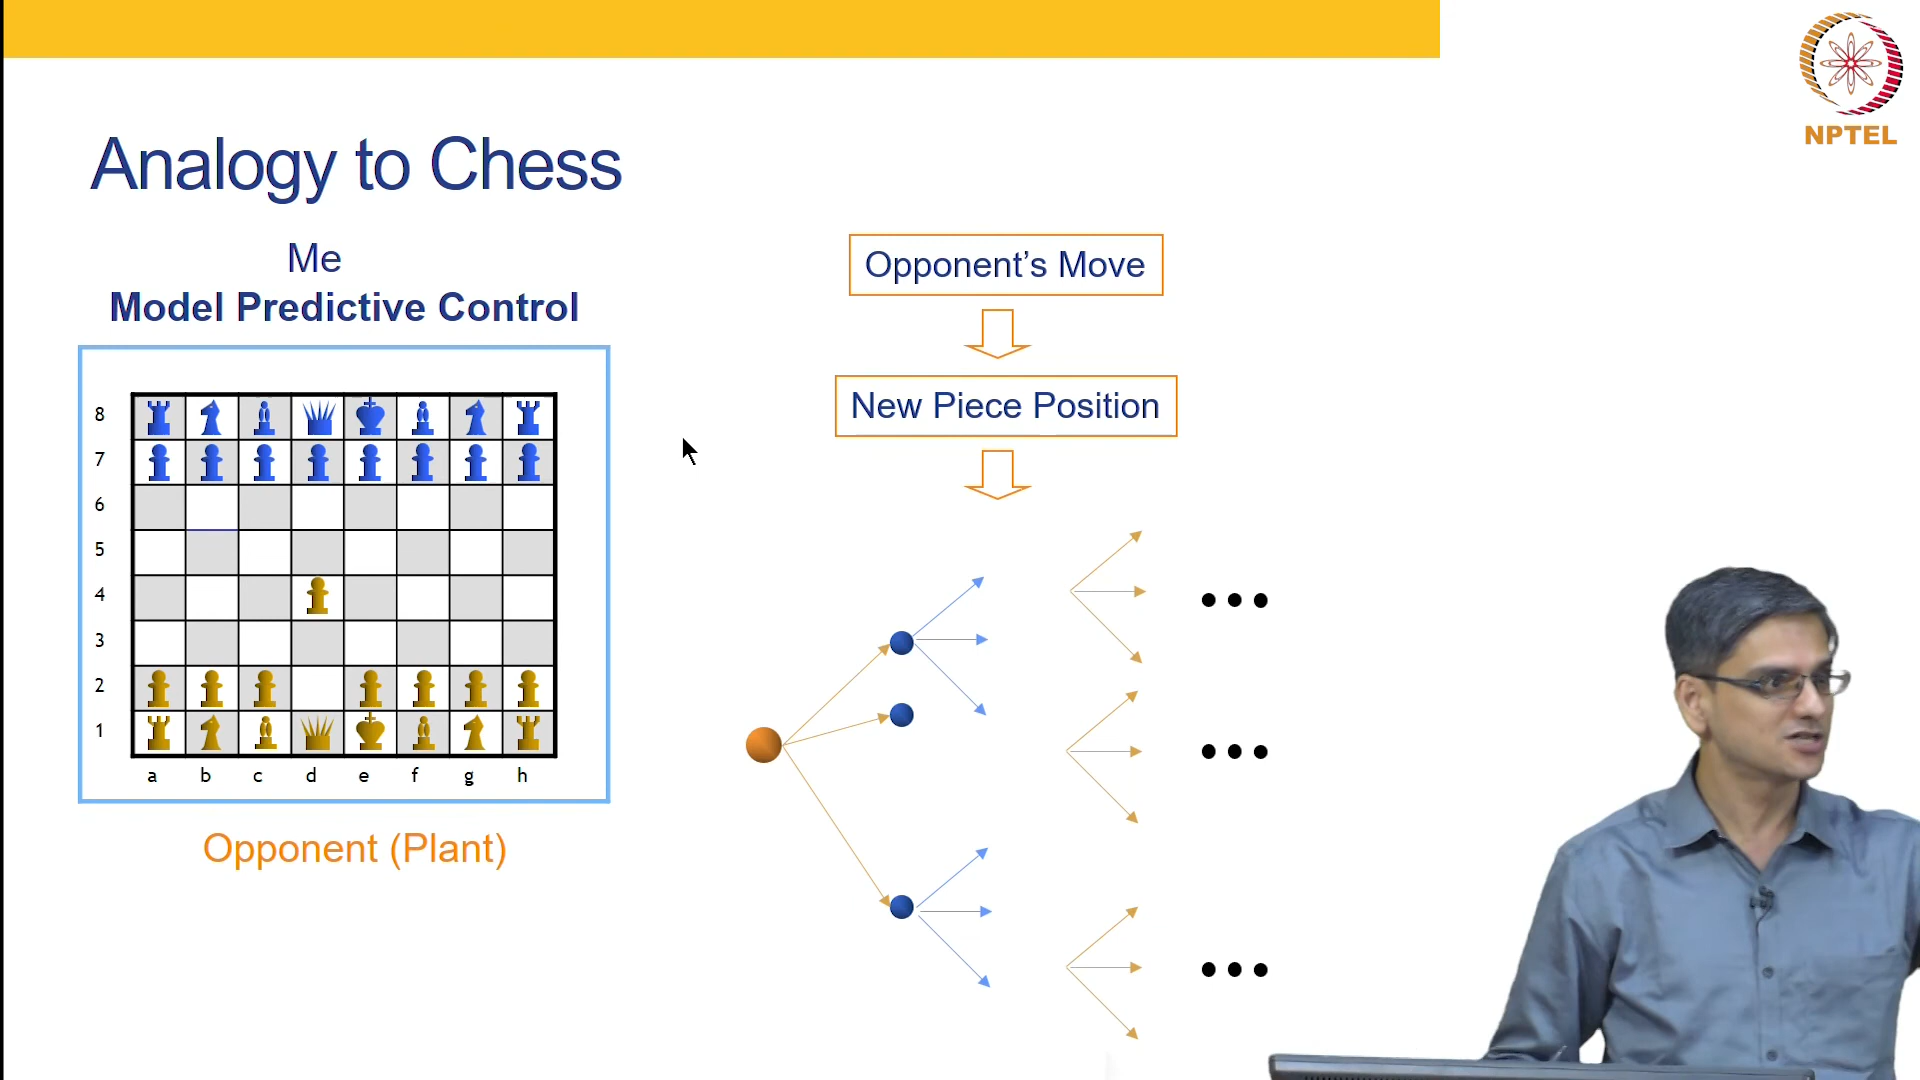 NPTEL
Analogy to Chess
Me
Model Predictive Control
8
7
6
5
4
3
2
1
a b c d e f g h
Opponent (Plant)
Opponent's Move
New Piece Position